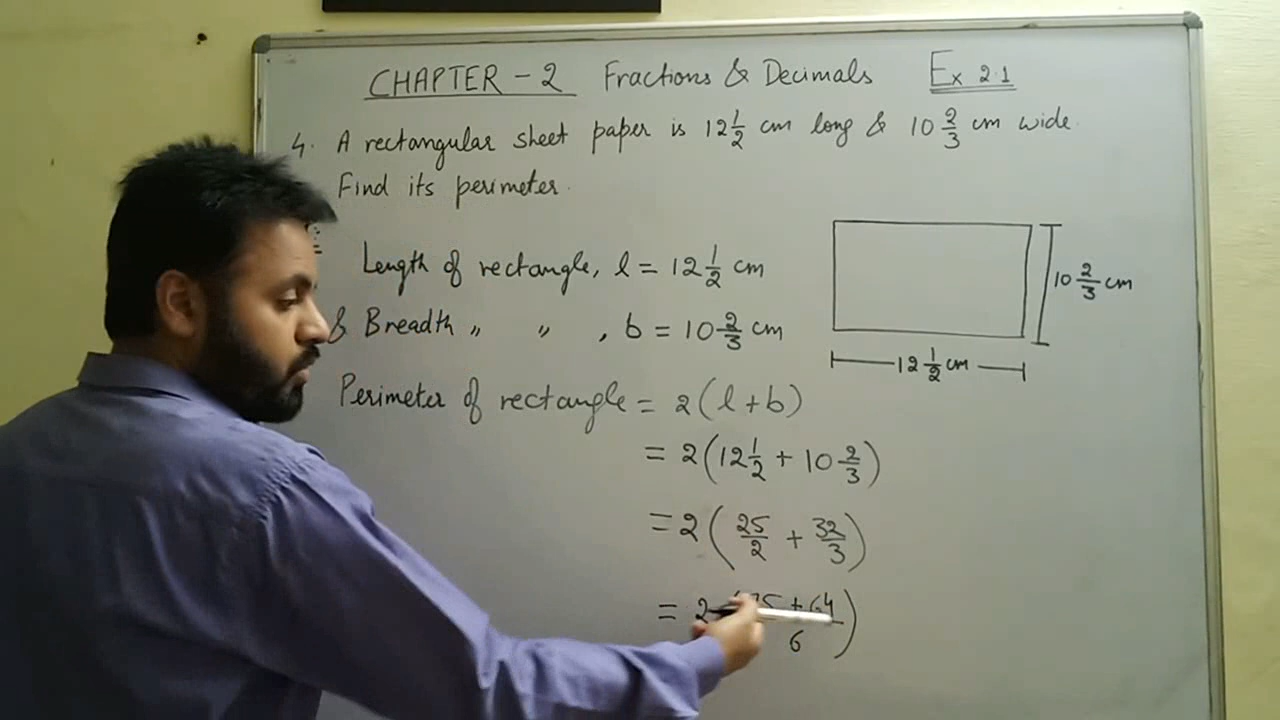 CHAPTER - 2 Fractions & Decimals Ex 2.1
4. A rectangular sheet paper is 12 1/2 cm long & 10 2/3 cm wide.
Find its perimeter.
Length of rectangle, l = 12 1/2 cm
& Breadth " " , b = 10 2/3 cm
10 2/3 cm
12 1/2 cm
Perimeter of rectangle = 2(l+b)
= 2(12 1/2 + 10 2/3)
= 2(25/2 + 32/3)
= 2 + 64 / 6 )